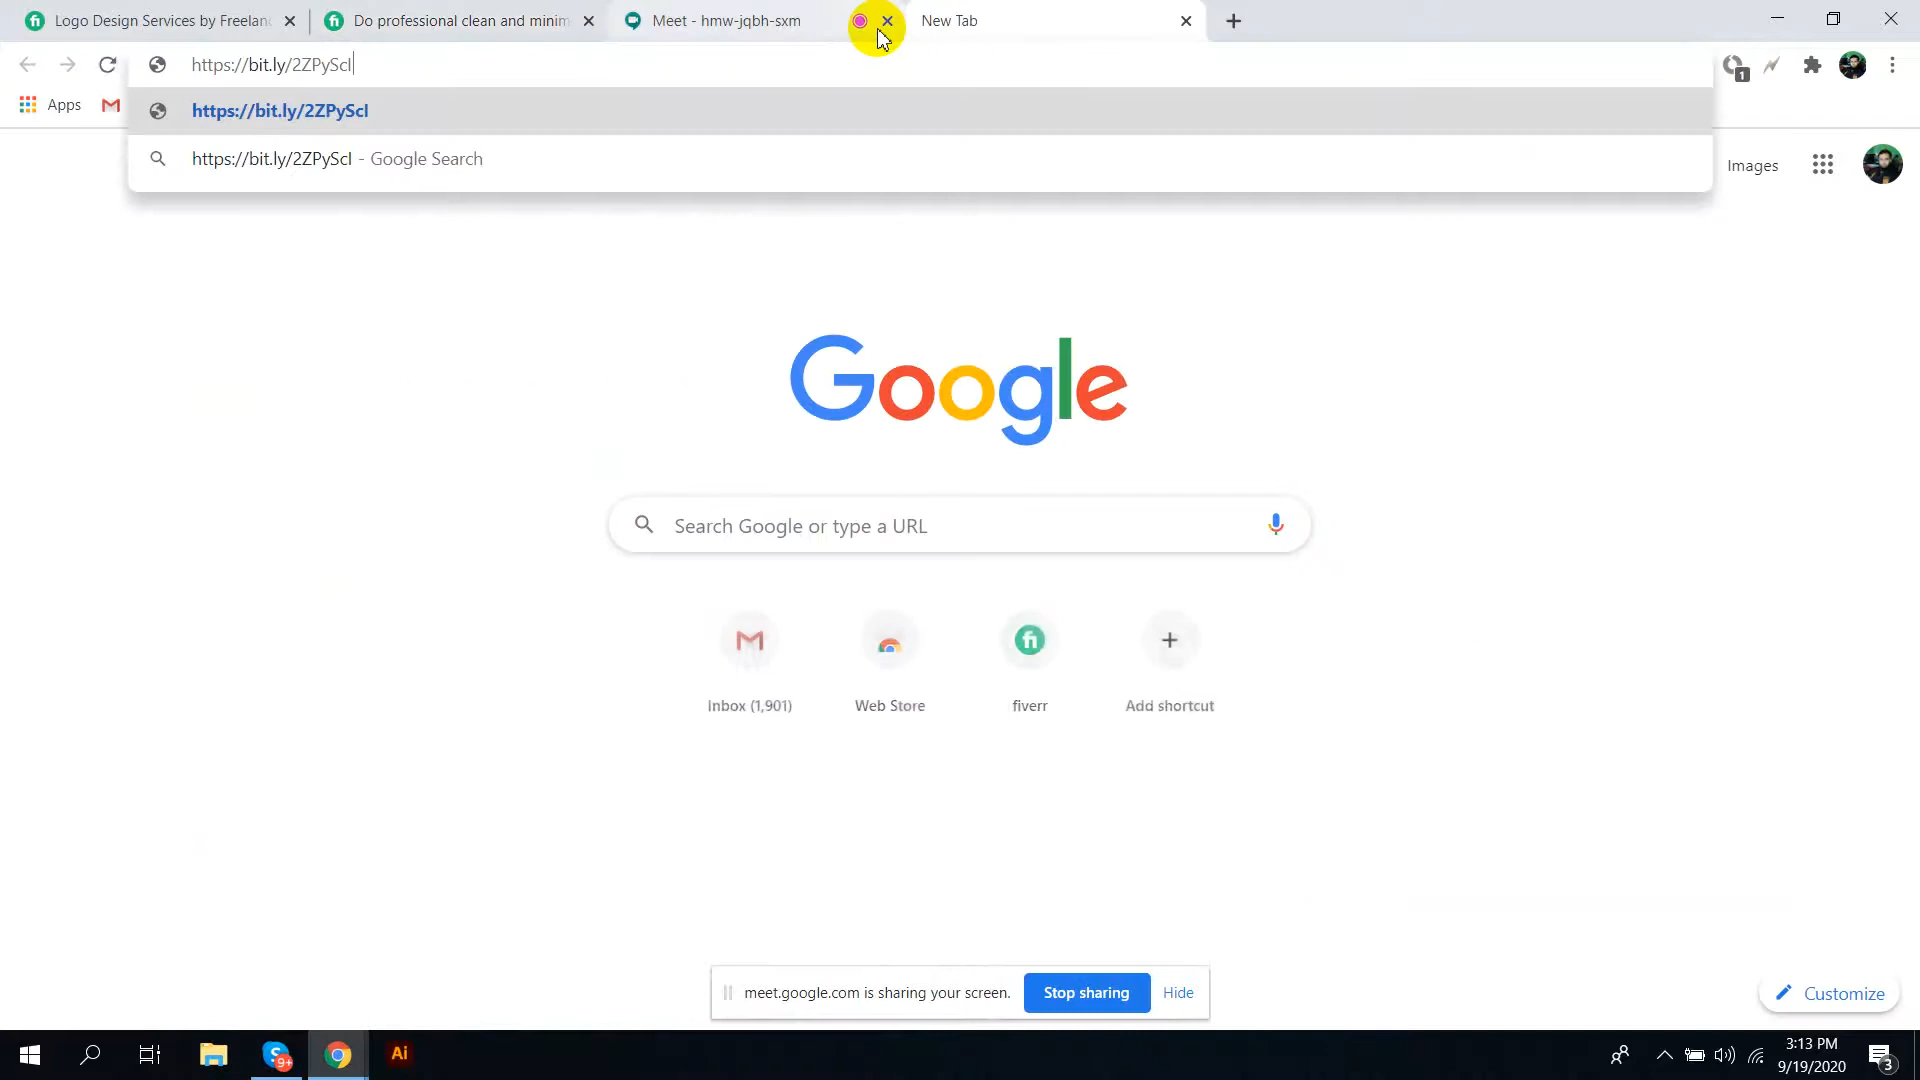 Logo Design Services by Freelanc
Do professional clean and minim
Meet - hmw-jqbh-sxm
New Tab
https://bit.ly/2ZPyScl
1
Apps
https://bit.ly/2ZPyScl
https://bit.ly/2ZPyScl - Google Search
Images
Google
Search Google or type a URL
Inbox (1,901)
Web Store
fiverr
Add shortcut
meet.google.com is sharing your screen.
Stop sharing
Hide
Customize
S
9+
Ai
3:13 PM
9/19/2020
3